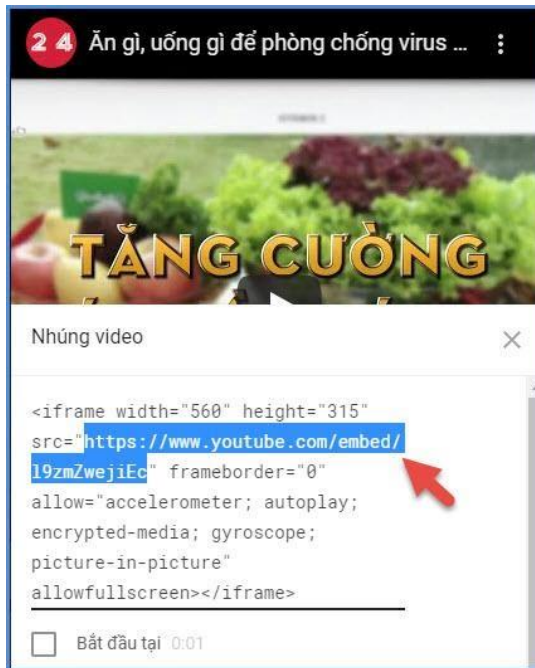 24 Ăn gì, uống gì để phòng chống virus ...
TĂNG CƯỜNG
Nhúng video
<iframe width="560" height="315"
src="https://www.youtube.com/embed/
l9zmZwejiEc" frameborder="0"
allow="accelerometer; autoplay;
encrypted-media; gyroscope;
picture-in-picture"
allowfullscreen></iframe>
Bắt đầu tại 0:01